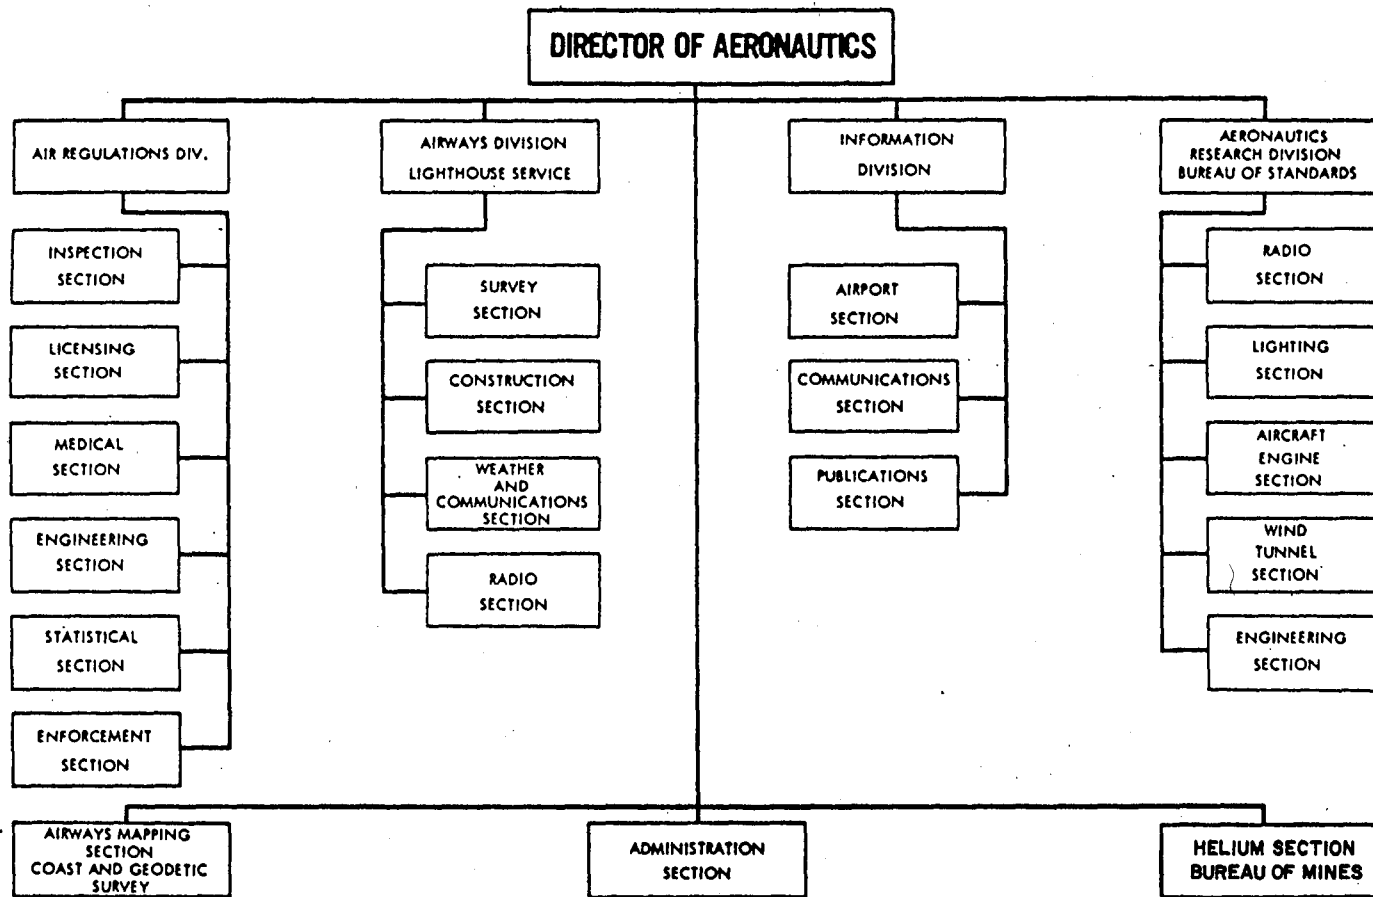 DIRECTOR OF AERONAUTICS
AIR REGULATIONS DIV.
INSPECTION
SECTION
LICENSING
SECTION
MEDICAL
SECTION
ENGINEERING
SECTION
STATISTICAL
SECTION
ENFORCEMENT
SECTION
AIRWAYS DIVISION
LIGHTHOUSE SERVICE
SURVEY
SECTION
CONSTRUCTION
SECTION
WEATHER
AND
COMMUNICATIONS
SECTION
RADIO
SECTION
INFORMATION
DIVISION
AIRPORT
SECTION
COMMUNICATIONS
SECTION
PUBLICATIONS
SECTION
AERONAUTICS
RESEARCH DIVISION
BUREAU OF STANDARDS
RADIO
SECTION
LIGHTING
SECTION
AIRCRAFT
ENGINE
SECTION
WIND
TUNNEL
SECTION
ENGINEERING
SECTION
AIRWAYS MAPPING
SECTION
COAST AND GEODETIC
SURVEY
ADMINISTRATION
SECTION
HELIUM SECTION
BUREAU OF MINES